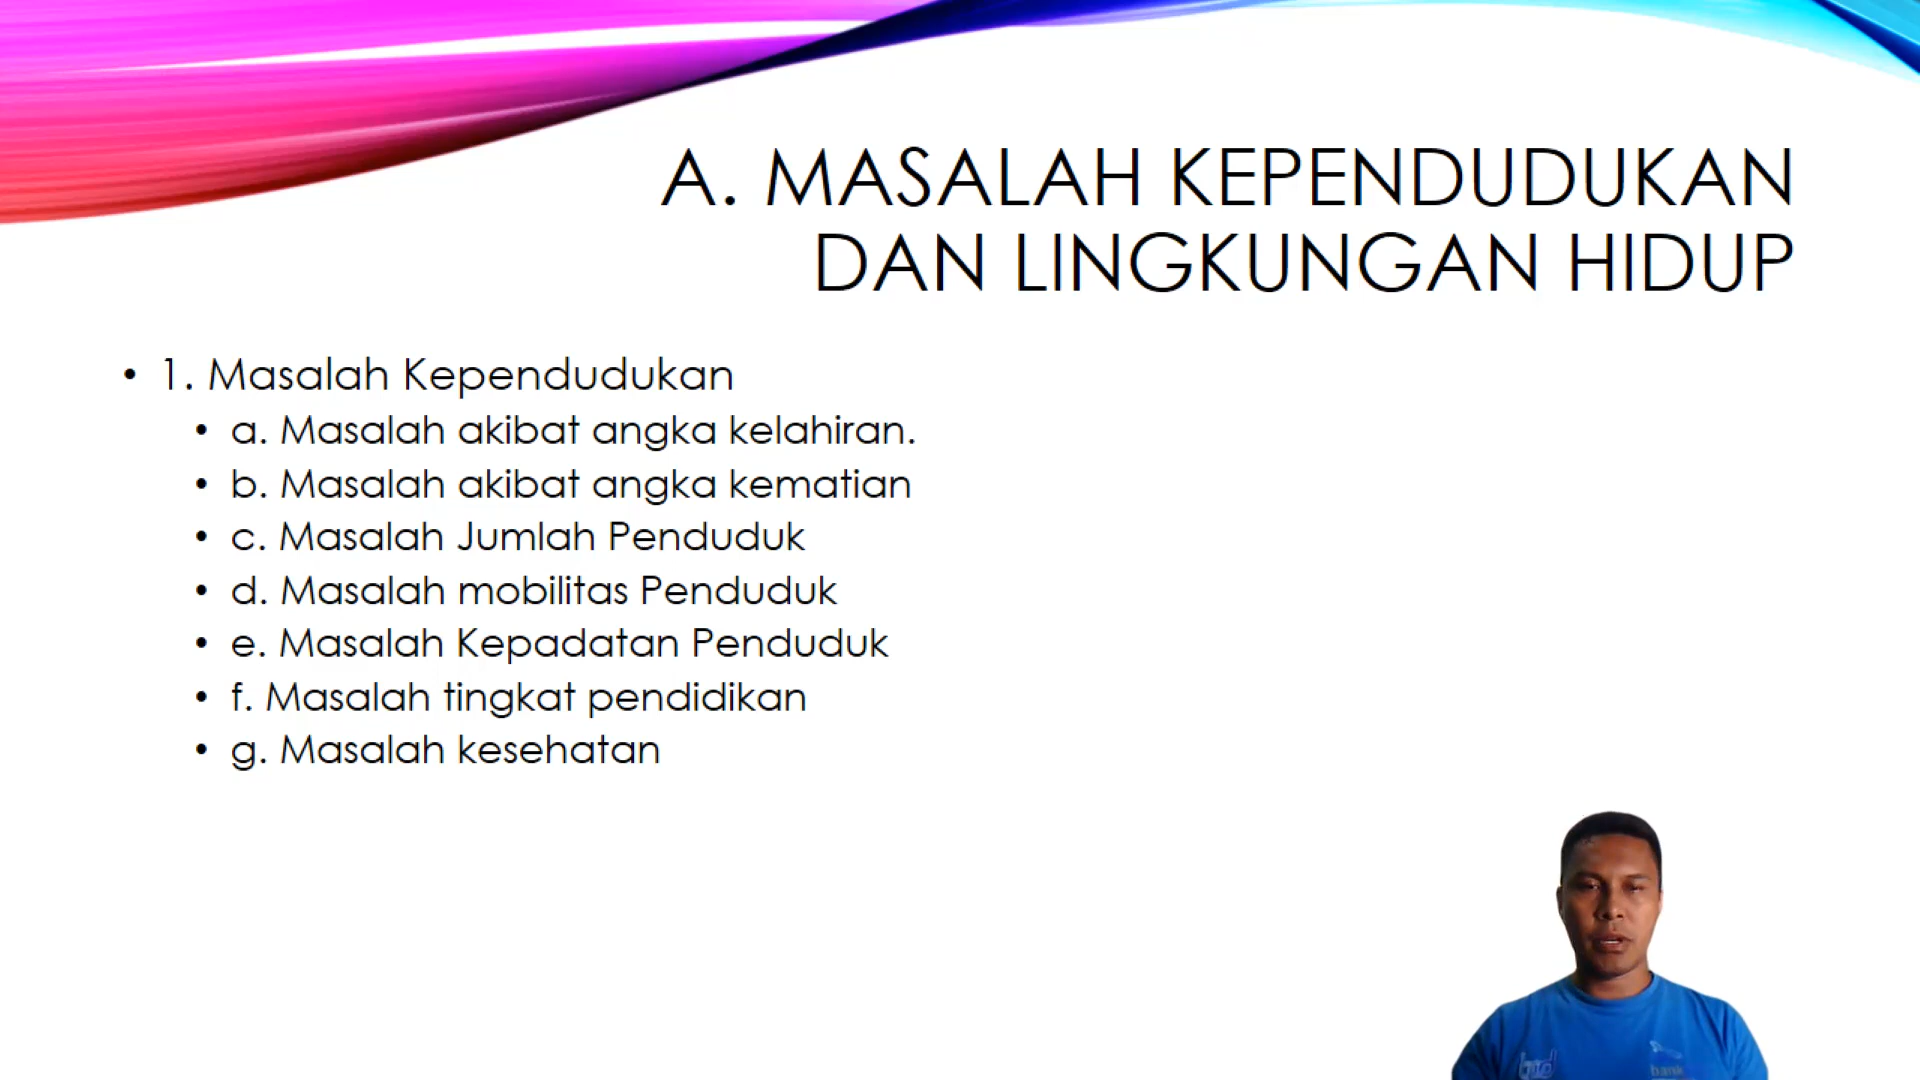 A. MASALAH KEPENDUDUKAN
DAN LINGKUNGAN HIDUP
• 1. Masalah Kependudukan
• a. Masalah akibat angka kelahiran.
• b. Masalah akibat angka kematian
• c. Masalah Jumlah Penduduk
• d. Masalah mobilitas Penduduk
• e. Masalah Kepadatan Penduduk
• f. Masalah tingkat pendidikan
• g. Masalah kesehatan
bank